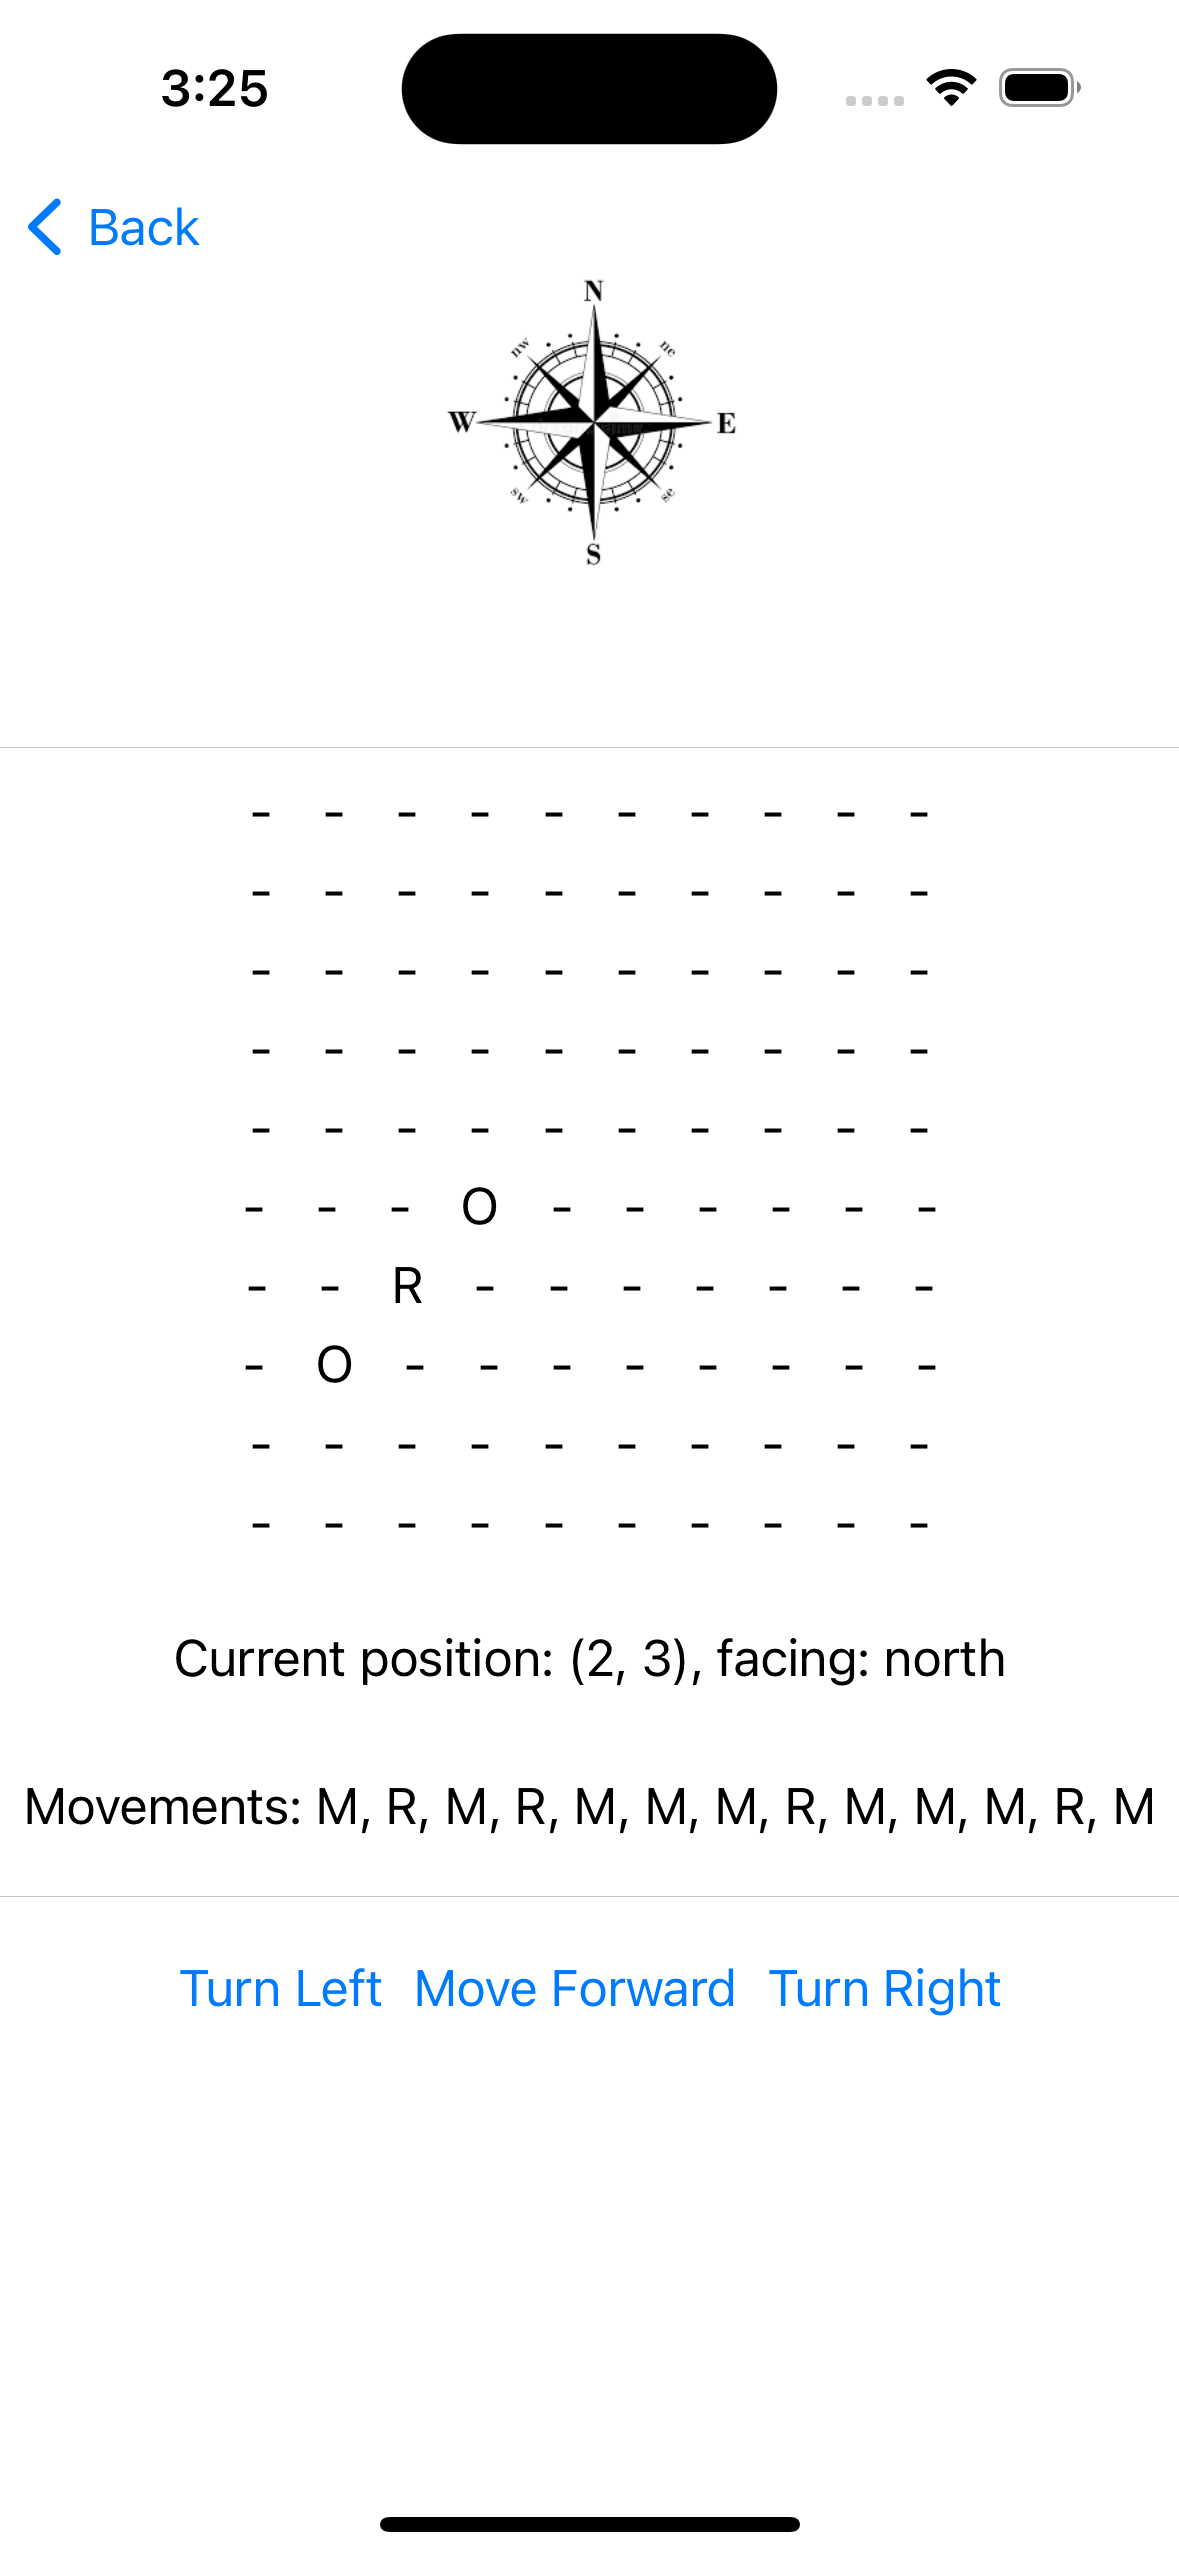 3:25
Back
N
nw ne
W E
sw se
S
- - - - - - - - - -
- - - - - - - - - -
- - - - - - - - - -
- - - - - - - - - -
- - - - - - - - - -
- - - O - - - - - -
- - R - - - - - - -
- O - - - - - - - -
- - - - - - - - - -
- - - - - - - - - -
Current position: (2, 3), facing: north
Movements: M, R, M, R, M, M, M, R, M, M, M, R, M
Turn Left Move Forward Turn Right